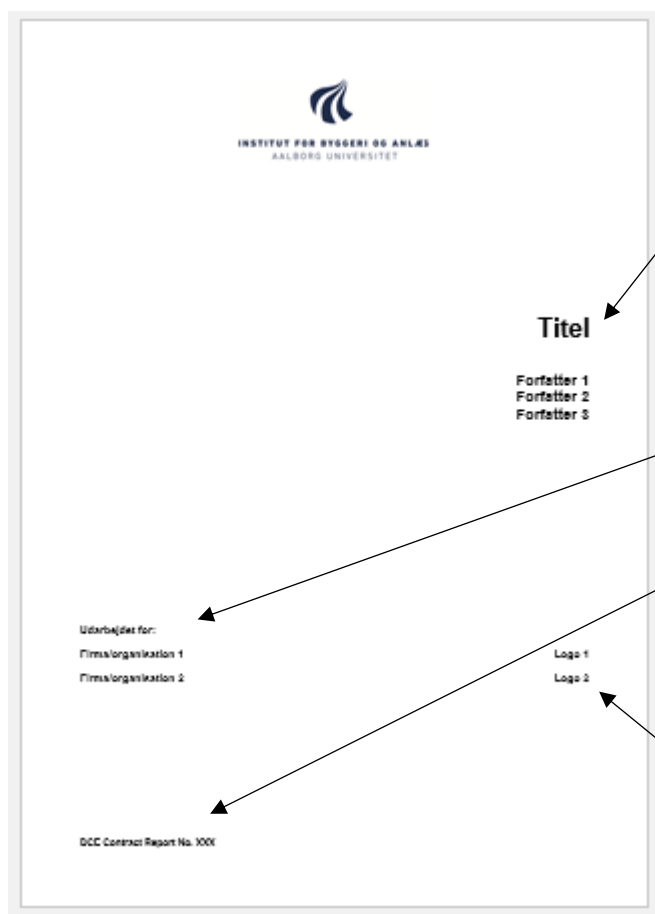 INSTITUT FOR BYGGERI OG ANLÆG
AALBORG UNIVERSITET
Titel
Forfatter 1
Forfatter 2
Forfatter 3
Udarbejdet for:
Firma/organisation 1
Logo 1
Firma/organisation 2
Logo 2
DCE Contract Report No. XXX